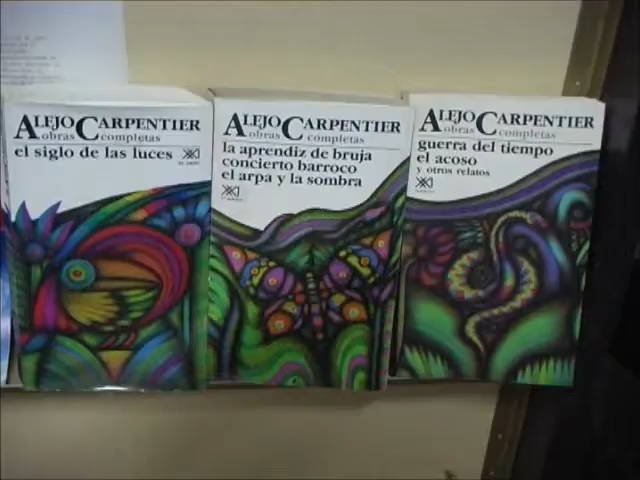 ALEJO CARPENTIER
obras completas
el siglo de las luces
ALEJO CARPENTIER
obras completas
la aprendiz de bruja
concierto barroco
el arpa y la sombra
ALEJO CARPENTIER
obras completas
guerra del tiempo
el acoso
y otros relatos